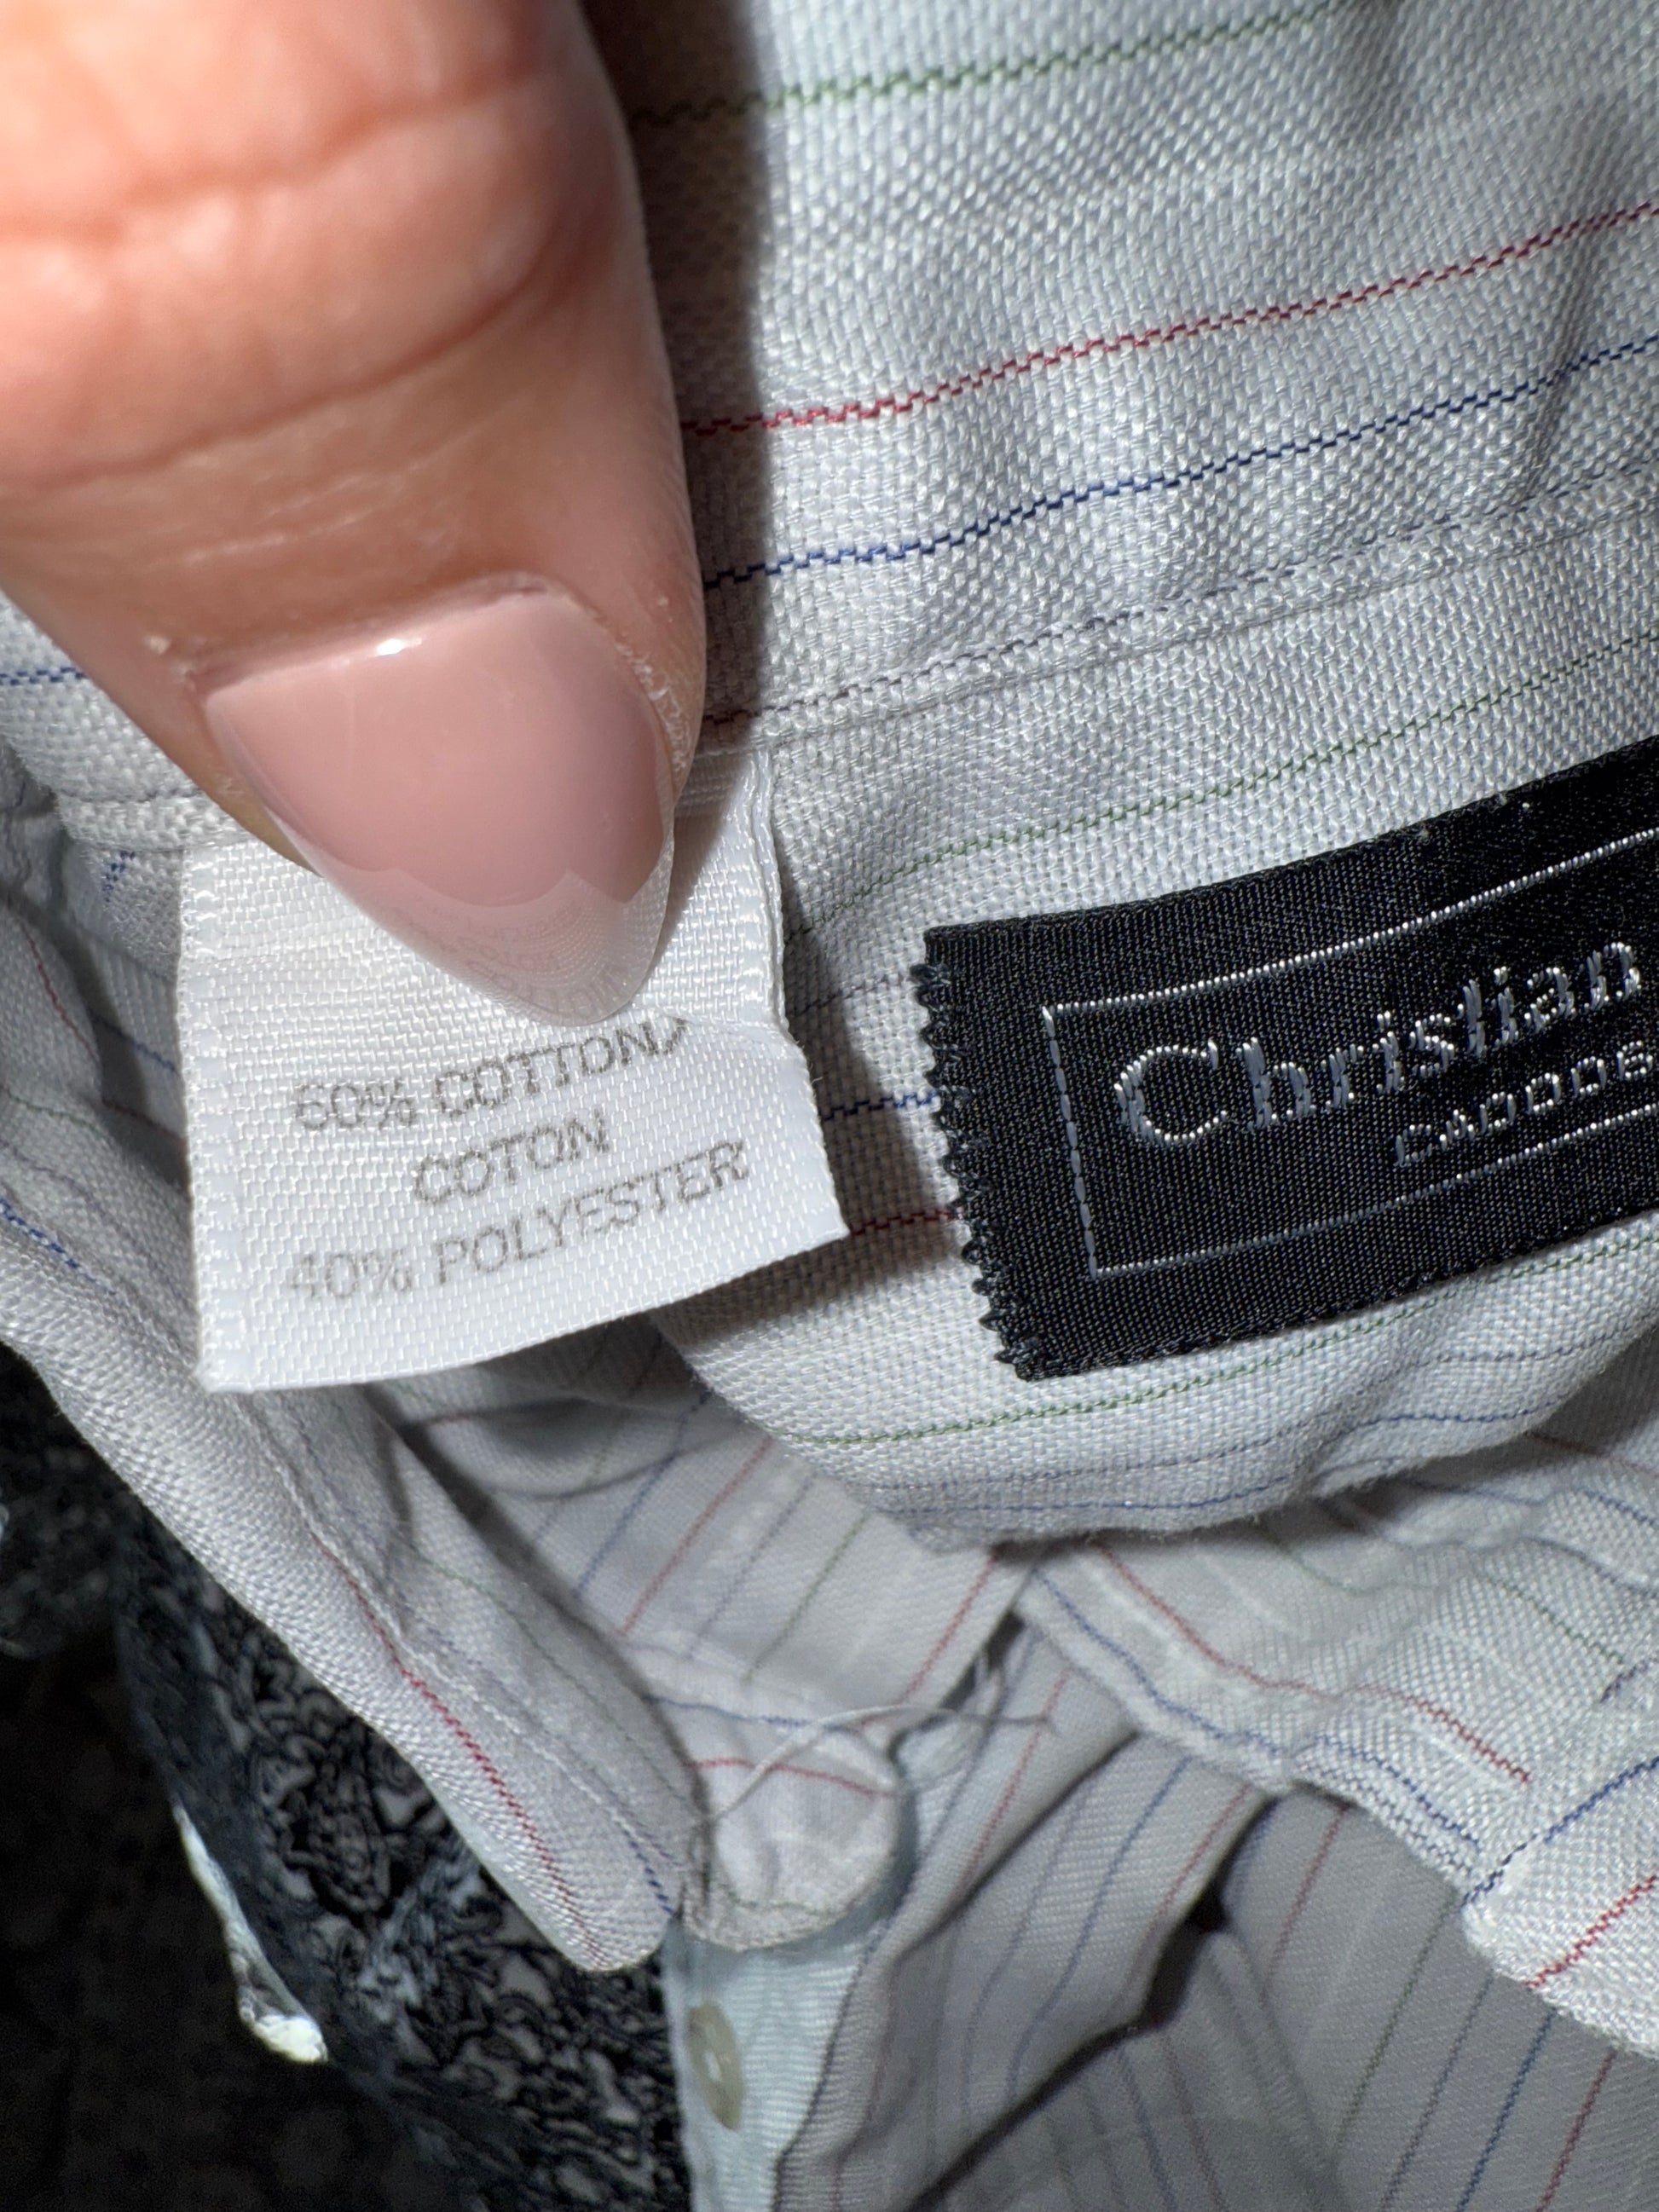 60% COTTON/
COTON
40% POLYESTER
Christian